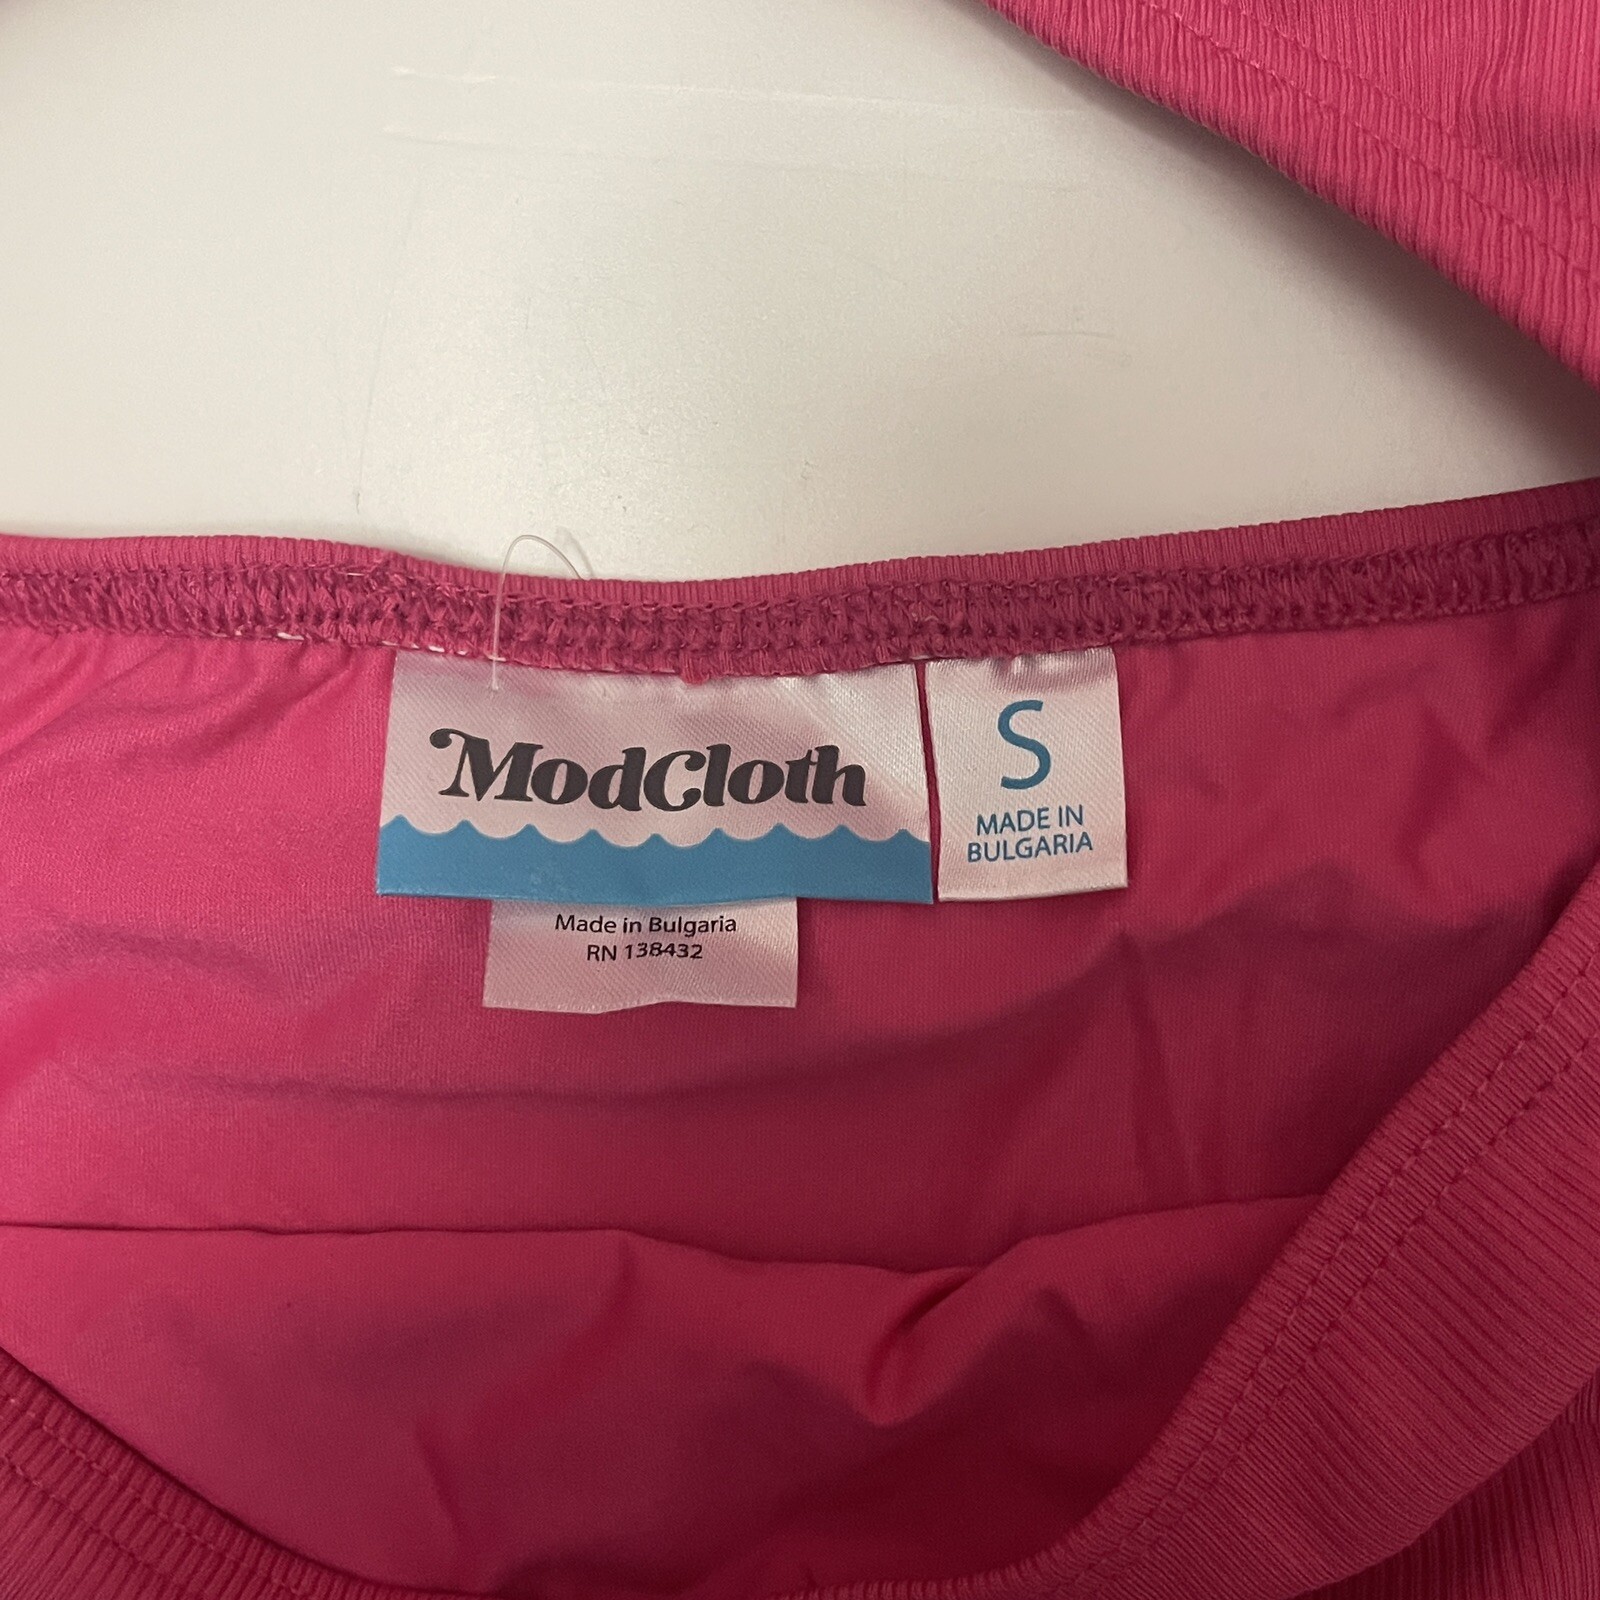 ModCloth
S
MADE IN
BULGARIA
Made in Bulgaria
RN 138432